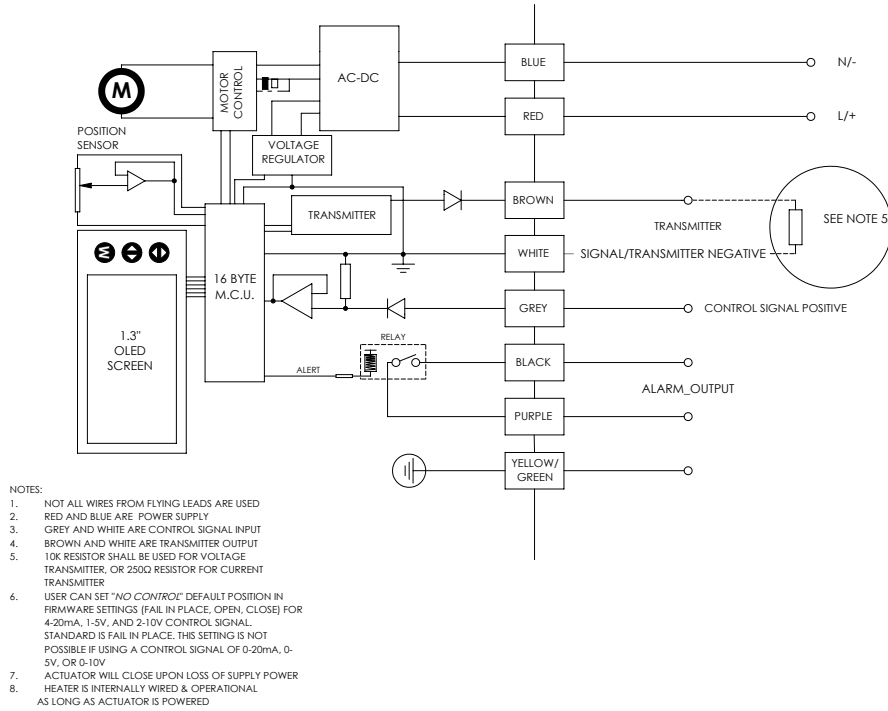 M
MOTOR
CONTROL
AC-DC
BLUE
N/-
RED
L/+
POSITION
SENSOR
VOLTAGE
REGULATOR
TRANSMITTER
BROWN
TRANSMITTER
SEE NOTE 5
WHITE
SIGNAL/TRANSMITTER NEGATIVE
16 BYTE
M.C.U.
GREY
CONTROL SIGNAL POSITIVE
1.3"
OLED
SCREEN
RELAY
ALERT
BLACK
ALARM_OUTPUT
PURPLE
YELLOW/
GREEN
NOTES:
1. NOT ALL WIRES FROM FLYING LEADS ARE USED
2. RED AND BLUE ARE POWER SUPPLY
3. GREY AND WHITE ARE CONTROL SIGNAL INPUT
4. BROWN AND WHITE ARE TRANSMITTER OUTPUT
5. 10K RESISTOR SHALL BE USED FOR VOLTAGE
TRANSMITTER, OR 250Ω RESISTOR FOR CURRENT
TRANSMITTER
6. USER CAN SET "NO CONTROL" DEFAULT POSITION IN
FIRMWARE SETTINGS (FAIL IN PLACE, OPEN, CLOSE) FOR
4-20mA, 1-5V, AND 2-10V CONTROL SIGNAL.
STANDARD IS FAIL IN PLACE. THIS SETTING IS NOT
POSSIBLE IF USING A CONTROL SIGNAL OF 0-20mA, 0-
5V, OR 0-10V
7. ACTUATOR WILL CLOSE UPON LOSS OF SUPPLY POWER
8. HEATER IS INTERNALLY WIRED & OPERATIONAL
AS LONG AS ACTUATOR IS POWERED